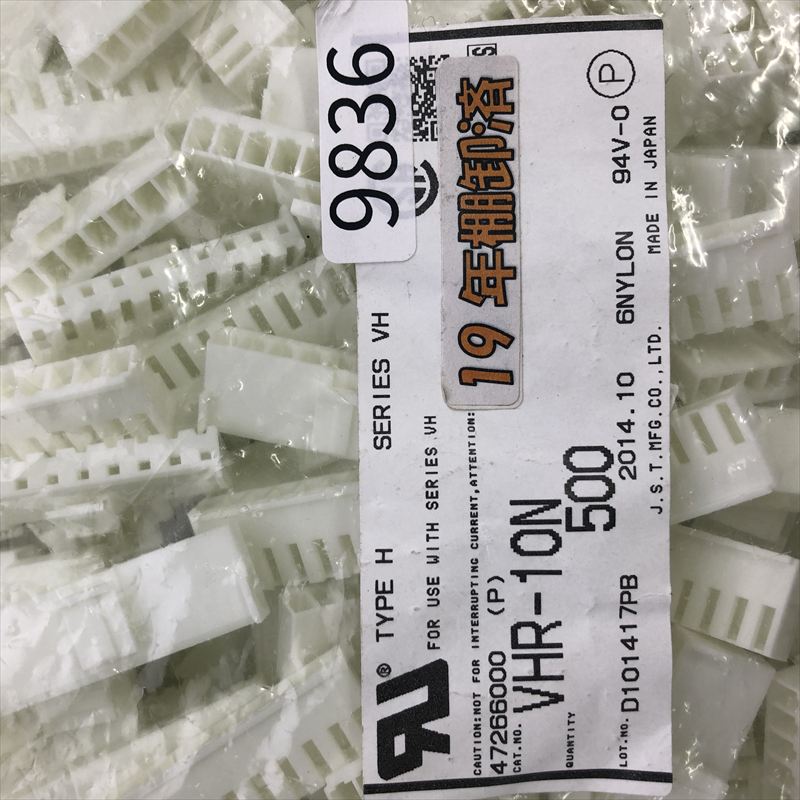 9836
19年棚卸済
S
P
® TYPE H SERIES VH
FOR USE WITH SERIES VH
CAUTION:NOT FOR INTERRUPTING CURRENT,ATTENTION:
47266000 (P)
CAT.NO. VHR-10N
QUANTITY 500
LOT.NO. D101417PB 2014.10 6NYLON 94V-0
J.S.T.MFG.CO.,LTD. MADE IN JAPAN